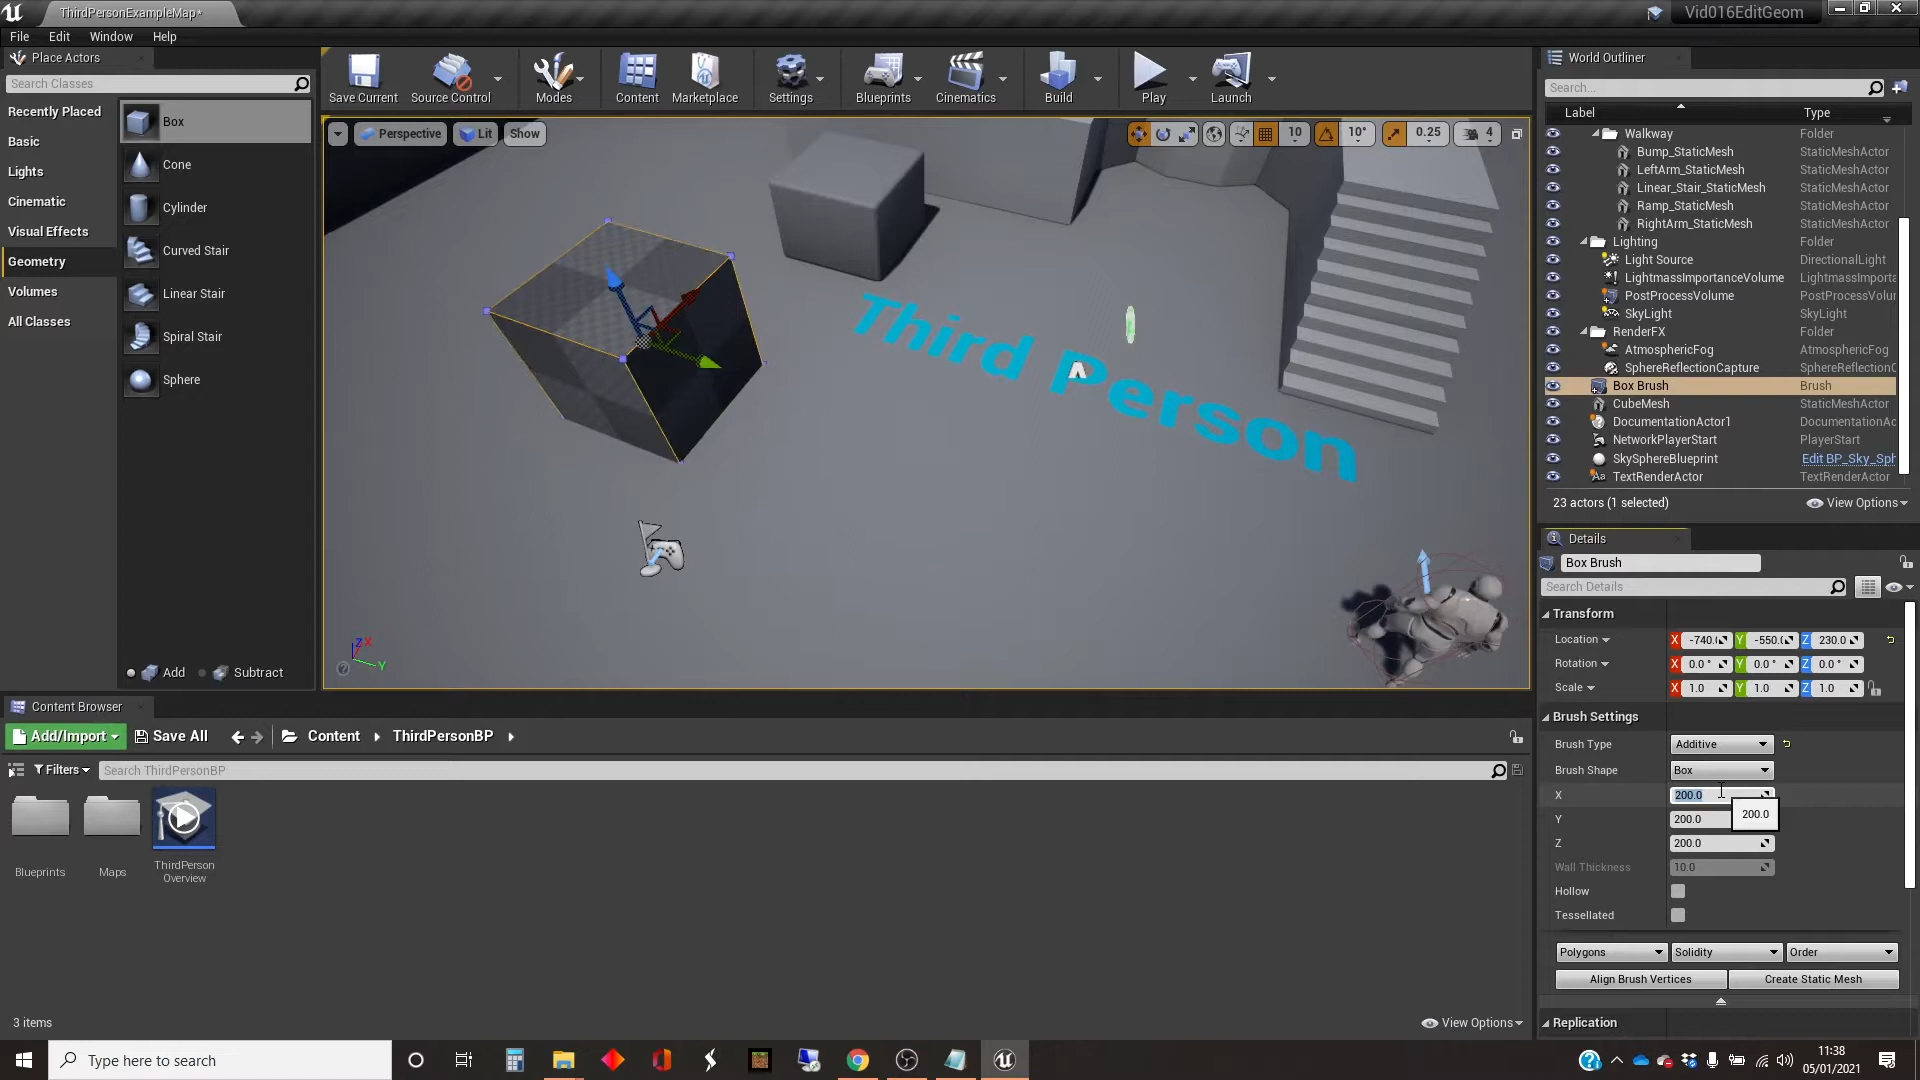 ThirdPersonExampleMap*
Vid016EditGeom
File Edit Window Help
Place Actors
Search Classes
Recently Placed
Basic
Lights
Cinematic
Visual Effects
Geometry
Volumes
All Classes
Box
Cone
Cylinder
Curved Stair
Linear Stair
Spiral Stair
Sphere
Add Subtract
Save Current Source Control Modes Content Marketplace Settings Blueprints Cinematics Build Play Launch
Perspective Lit Show
10 10° 0.25 4
Third Person
Z X
Y
World Outliner
Search...
Label Type
Walkway Folder
Bump_StaticMesh StaticMeshActor
LeftArm_StaticMesh StaticMeshActor
Linear_Stair_StaticMesh StaticMeshActor
Ramp_StaticMesh StaticMeshActor
RightArm_StaticMesh StaticMeshActor
Lighting Folder
Light Source DirectionalLight
LightmassImportanceVolume LightmassImporta
PostProcessVolume PostProcessVolu
SkyLight SkyLight
RenderFX Folder
AtmosphericFog AtmosphericFog
SphereReflectionCapture SphereReflectionC
Box Brush Brush
CubeMesh StaticMeshActor
DocumentationActor1 DocumentationAc
NetworkPlayerStart PlayerStart
SkySphereBlueprint Edit BP_Sky_Sph
Aa TextRenderActor TextRenderActor
23 actors (1 selected) View Options
Details
Box Brush
Search Details
Transform
Location X -740.0 Y -550.0 Z 230.0
Rotation X 0.0 ° Y 0.0 ° Z 0.0 °
Scale X 1.0 Y 1.0 Z 1.0
Brush Settings
Brush Type Additive
Brush Shape Box
X 200.0
200.0
Y 200.0
Z 200.0
Wall Thickness 10.0
Hollow
Tessellated
Polygons Solidity Order
Align Brush Vertices Create Static Mesh
Replication
Content Browser
Add/Import Save All Content ThirdPersonBP
Filters Search ThirdPersonBP
Blueprints
Maps
ThirdPerson
Overview
3 items View Options
Type here to search
11:38
05/01/2021